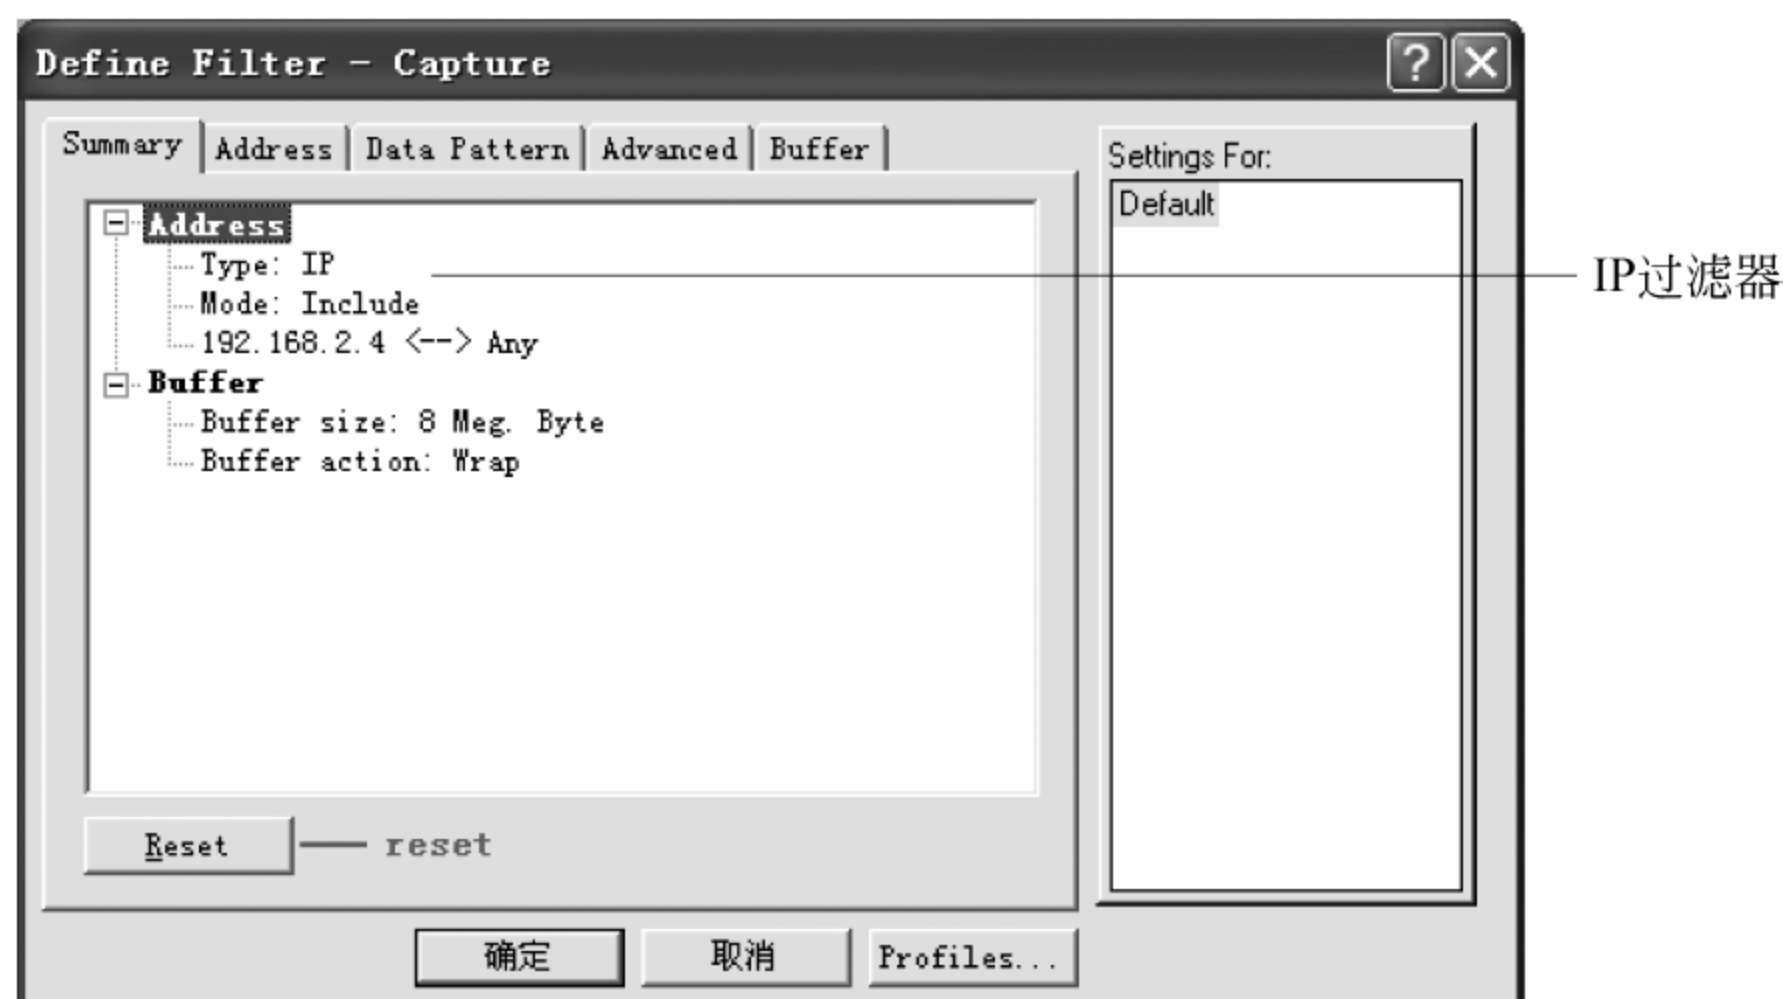 Define Filter - Capture
Summary Address Data Pattern Advanced Buffer
Settings For:
Default
Address
Type: IP
IP过滤器
Mode: Include
192.168.2.4 <--> Any
Buffer
Buffer size: 8 Meg. Byte
Buffer action: Wrap
Reset
reset
确定 取消 Profiles...